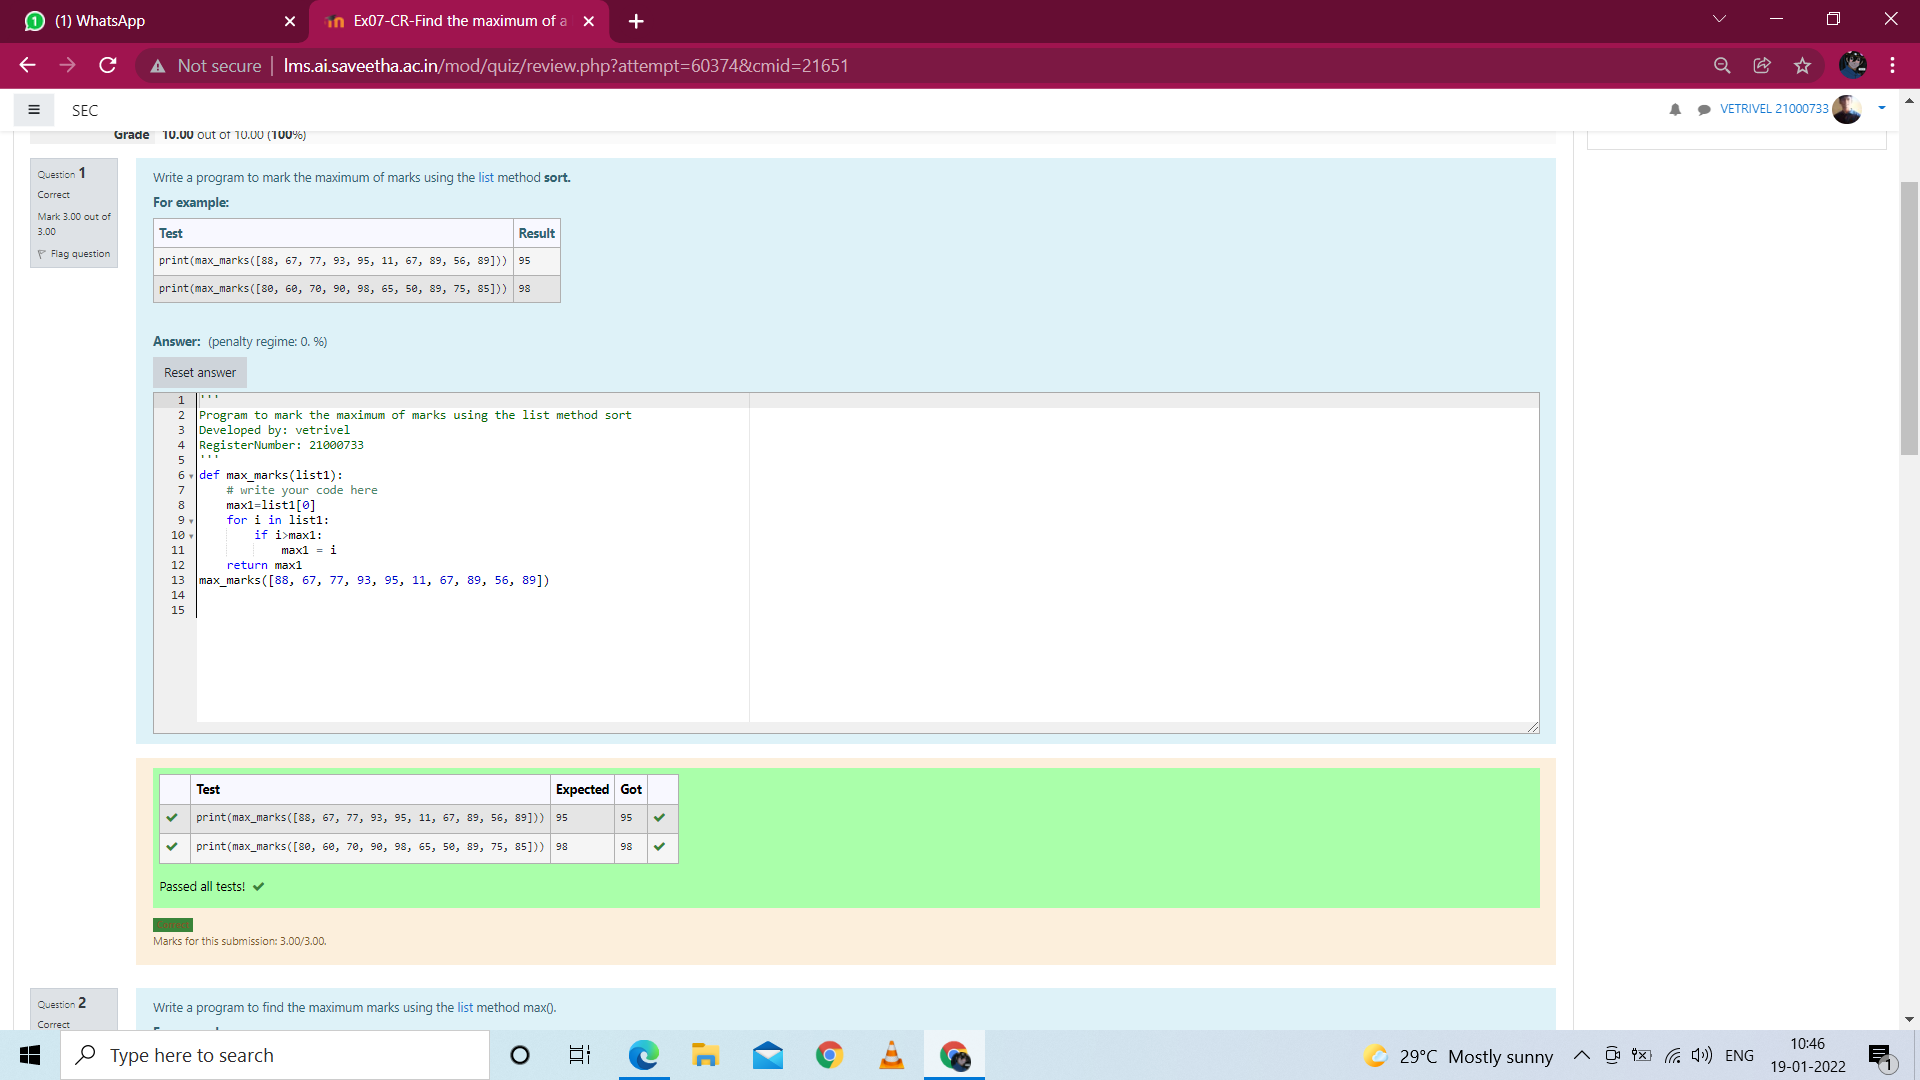 (1) WhatsApp
Ex07-CR-Find the maximum of a
Not secure | lms.ai.saveetha.ac.in/mod/quiz/review.php?attempt=60374&cmid=21651
SEC
VETRIVEL 21000733
Grade 10.00 out of 10.00 (100%)
Question 1
Correct
Mark 3.00 out of
3.00
Flag question
Write a program to mark the maximum of marks using the list method sort.
For example:
Test Result
print(max_marks([88, 67, 77, 93, 95, 11, 67, 89, 56, 89])) 95
print(max_marks([80, 60, 70, 90, 98, 65, 50, 89, 75, 85])) 98
Answer: (penalty regime: 0. %)
Reset answer
1 '''
2 Program to mark the maximum of marks using the list method sort
3 Developed by: vetrivel
4 RegisterNumber: 21000733
5 '''
6 def max_marks(list1):
7 # write your code here
8 max1=list1[0]
9 for i in list1:
10 if i>max1:
11 max1 = i
12 return max1
13 max_marks([88, 67, 77, 93, 95, 11, 67, 89, 56, 89])
14
15
Test Expected Got
print(max_marks([88, 67, 77, 93, 95, 11, 67, 89, 56, 89])) 95 95
print(max_marks([80, 60, 70, 90, 98, 65, 50, 89, 75, 85])) 98 98
Passed all tests!
Marks for this submission: 3.00/3.00.
Question 2
Correct
Write a program to find the maximum marks using the list method max().
Type here to search
29°C Mostly sunny
ENG
10:46
19-01-2022
1